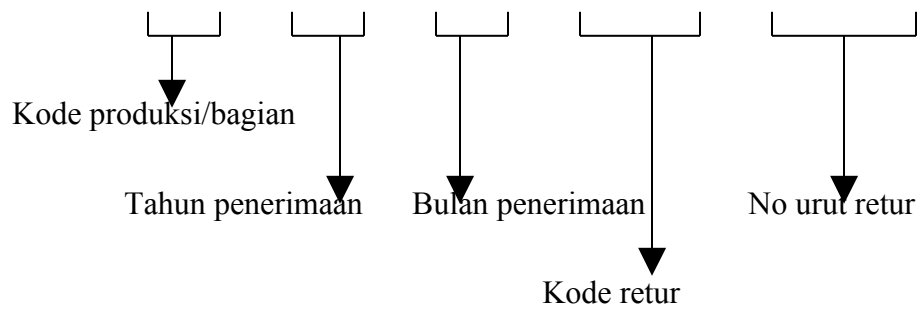 Kode produksi/bagian
Tahun penerimaan Bulan penerimaan No urut retur
Kode retur